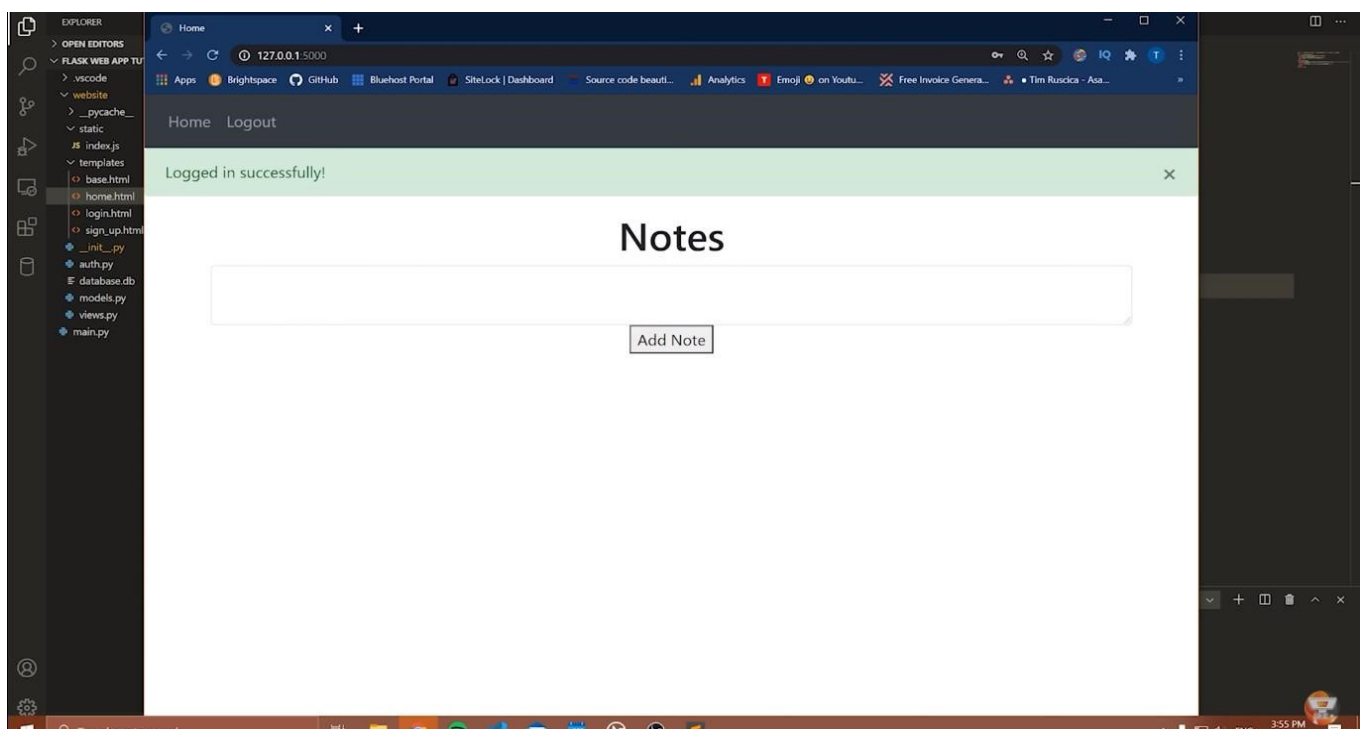 EXPLORER
OPEN EDITORS
FLASK WEB APP TU
.vscode
website
__pycache__
static
JS index.js
templates
base.html
home.html
login.html
sign_up.html
__init__.py
auth.py
database.db
models.py
views.py
main.py
Home
127.0.0.1:5000
IQ
T
Apps Brightspace GitHub Bluehost Portal SiteLock | Dashboard Source code beauti... Analytics T Emoji 😀 on Youtu... Free Invoice Genera... • Tim Ruscica - Asa... »
Home Logout
Logged in successfully!
Notes
Add Note
3:55 PM